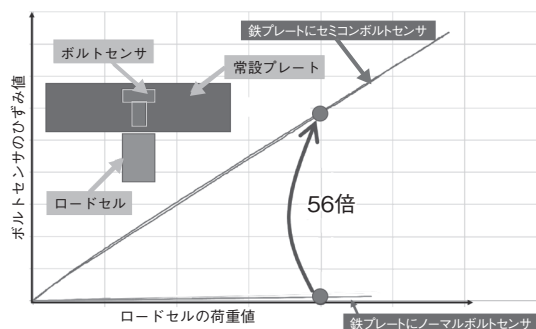 鉄プレートにセミコンボルトセンサ
ボルトセンサ
常設プレート
ボルトセンサのひずみ値
ロードセル
56倍
ロードセルの荷重値
鉄プレートにノーマルボルトセンサ